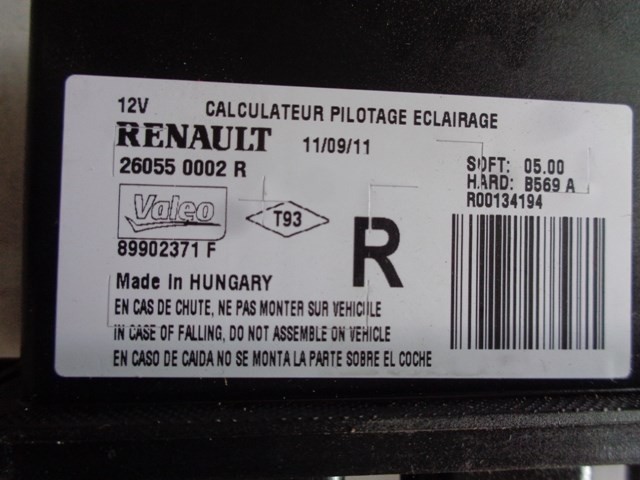 12V CALCULATEUR PILOTAGE ECLAIRAGE
RENAULT 11/09/11
26055 0002 R
SOFT: 05.00
HARD: B569 A
R00134194
Valeo
T93
R
89902371 F
Made In HUNGARY
EN CAS DE CHUTE, NE PAS MONTER SUR VEHICULE
IN CASE OF FALLING, DO NOT ASSEMBLE ON VEHICLE
EN CASO DE CAIDA NO SE MONTA LA PARTE SOBRE EL COCHE